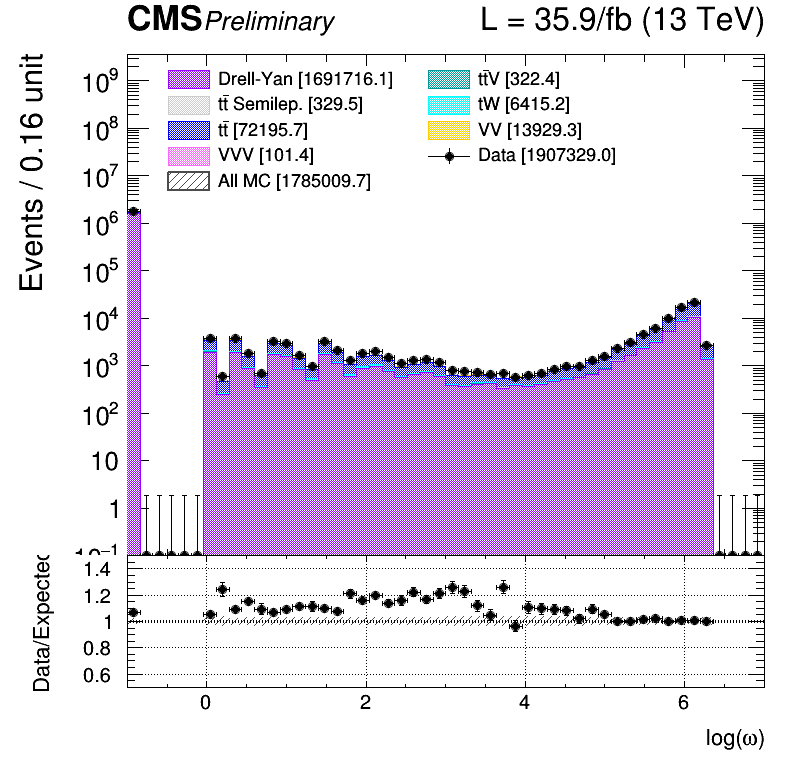 CMS Preliminary L = 35.9/fb (13 TeV)
Events / 0.16 unit
10⁹
10⁸
10⁷
10⁶
10⁵
10⁴
10³
10²
10
1
10⁻¹
Drell-Yan [1691716.1]
tt̄ Semilep. [329.5]
tt̄ [72195.7]
VVV [101.4]
All MC [1785009.7]
tt̄V [322.4]
tW [6415.2]
VV [13929.3]
Data [1907329.0]
Data/Expected
1.4
1.2
1
0.8
0.6
0 2 4 6
log(ω)